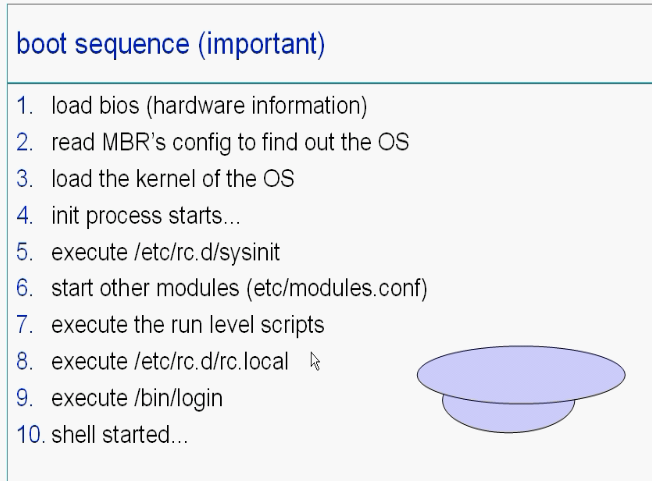 boot sequence (important)
1. load bios (hardware information)
2. read MBR's config to find out the OS
3. load the kernel of the OS
4. init process starts...
5. execute /etc/rc.d/sysinit
6. start other modules (etc/modules.conf)
7. execute the run level scripts
8. execute /etc/rc.d/rc.local
9. execute /bin/login
10. shell started...